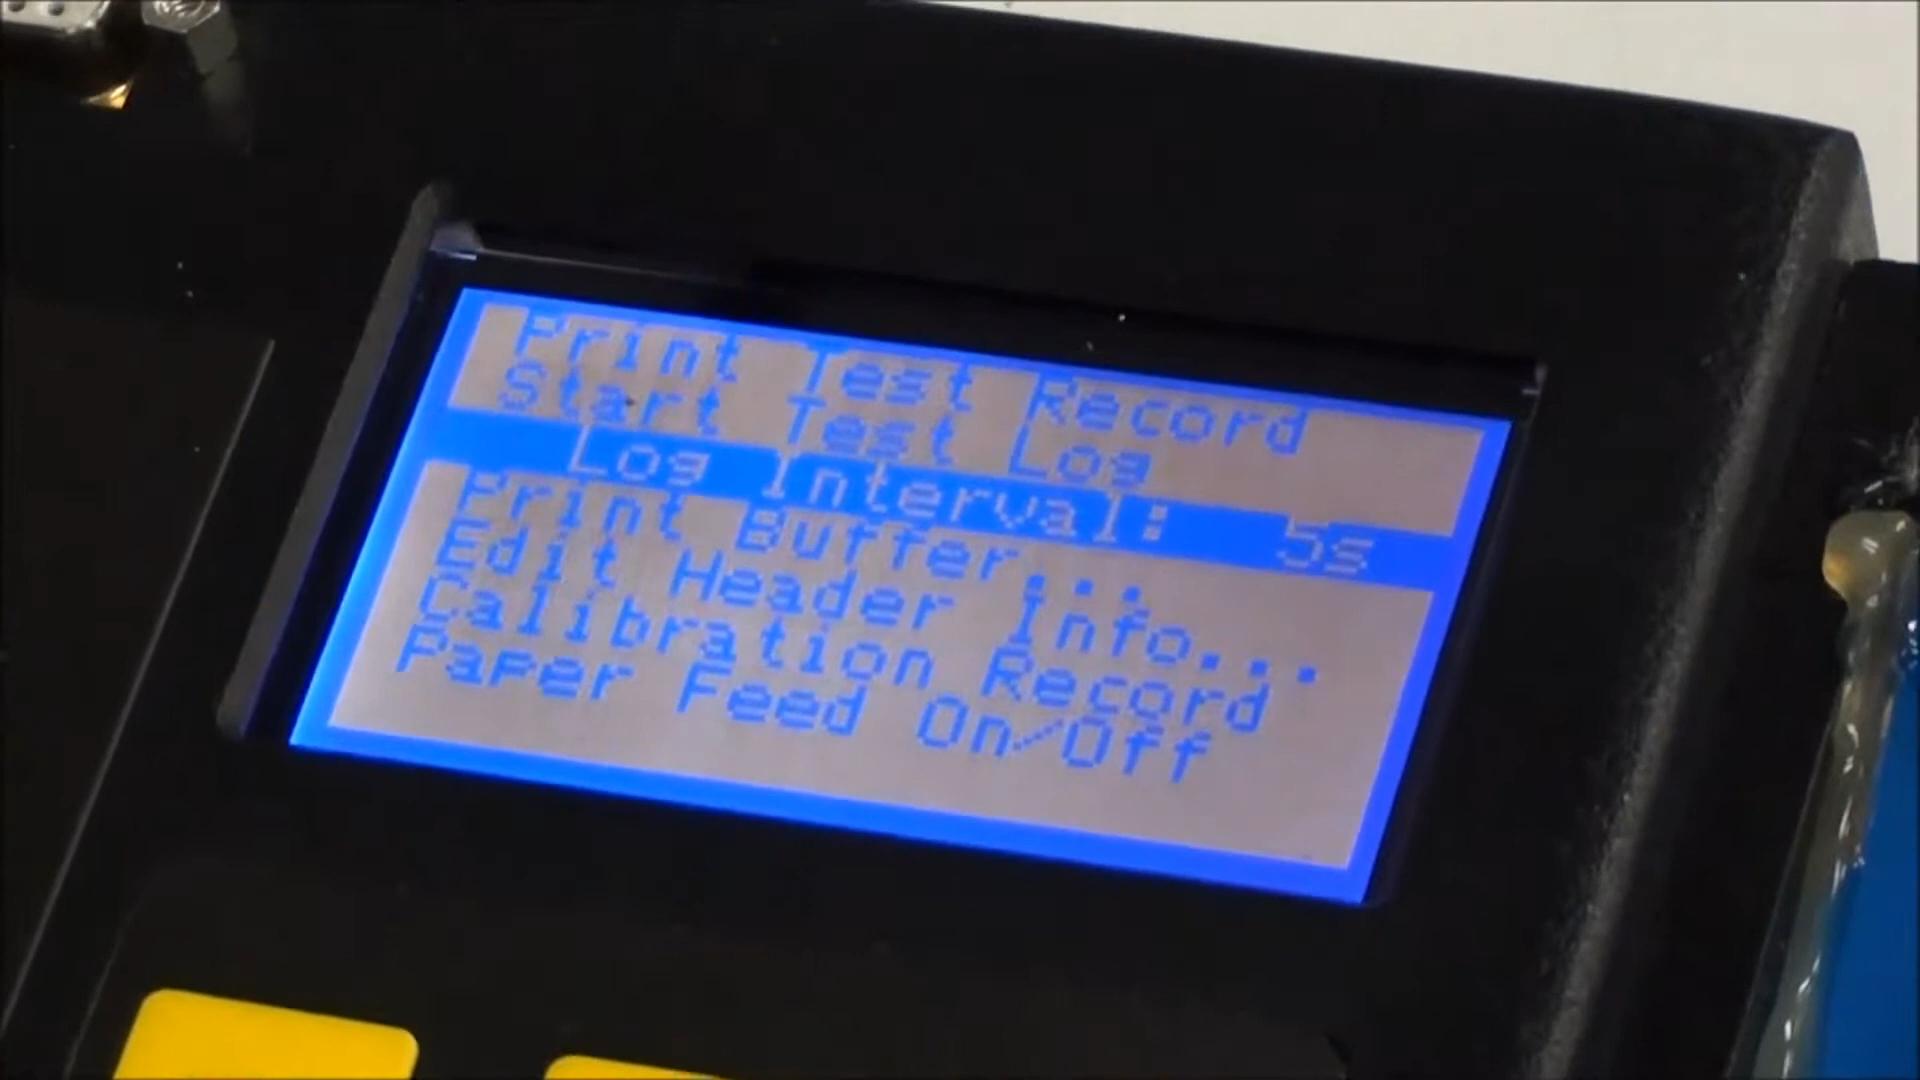 Print Test Record
Start Test Log
Log Interval: 5s
Print Buffer...
Edit Header Info...
Calibration Record
Paper Feed On/Off